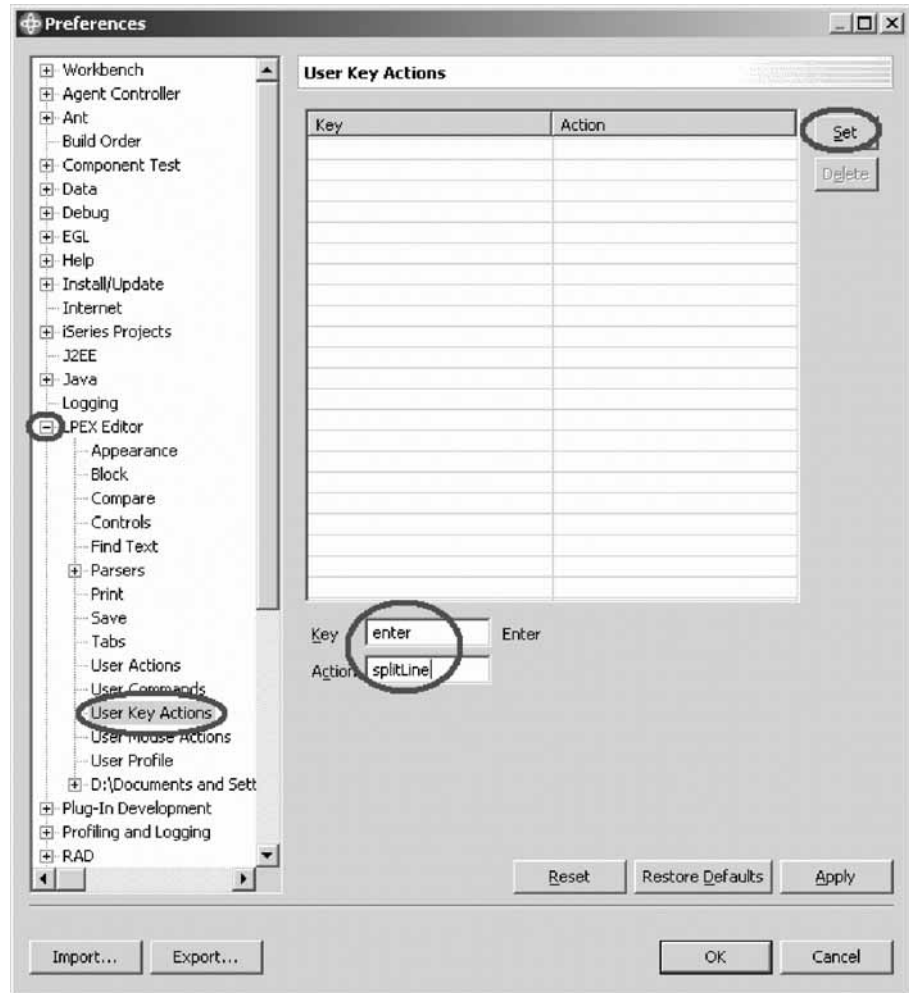 Preferences
Workbench
Agent Controller
Ant
Build Order
Component Test
Data
Debug
EGL
Help
Install/Update
Internet
iSeries Projects
J2EE
Java
Logging
LPEX Editor
Appearance
Block
Compare
Controls
Find Text
Parsers
Print
Save
Tabs
User Actions
User Commands
User Key Actions
User Mouse Actions
User Profile
D:\Documents and Sett
Plug-In Development
Profiling and Logging
RAD
User Key Actions
Key Action
Set
Delete
Key enter Enter
Action splitLine
Reset Restore Defaults Apply
Import... Export... OK Cancel